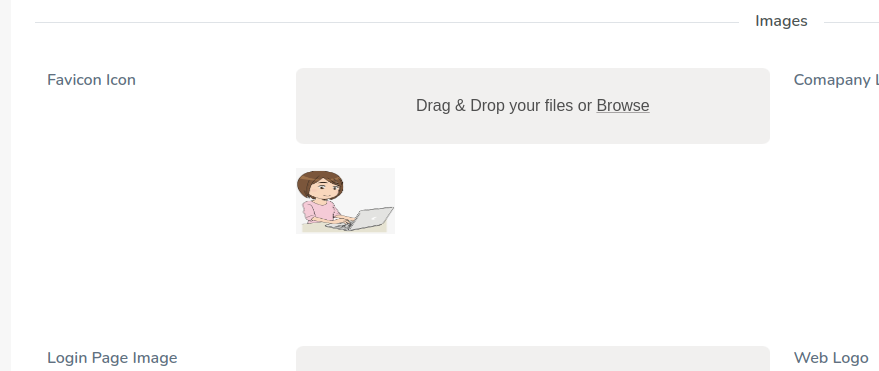 Images
Favicon Icon
Drag & Drop your files or Browse
Comapany
Login Page Image
Web Logo